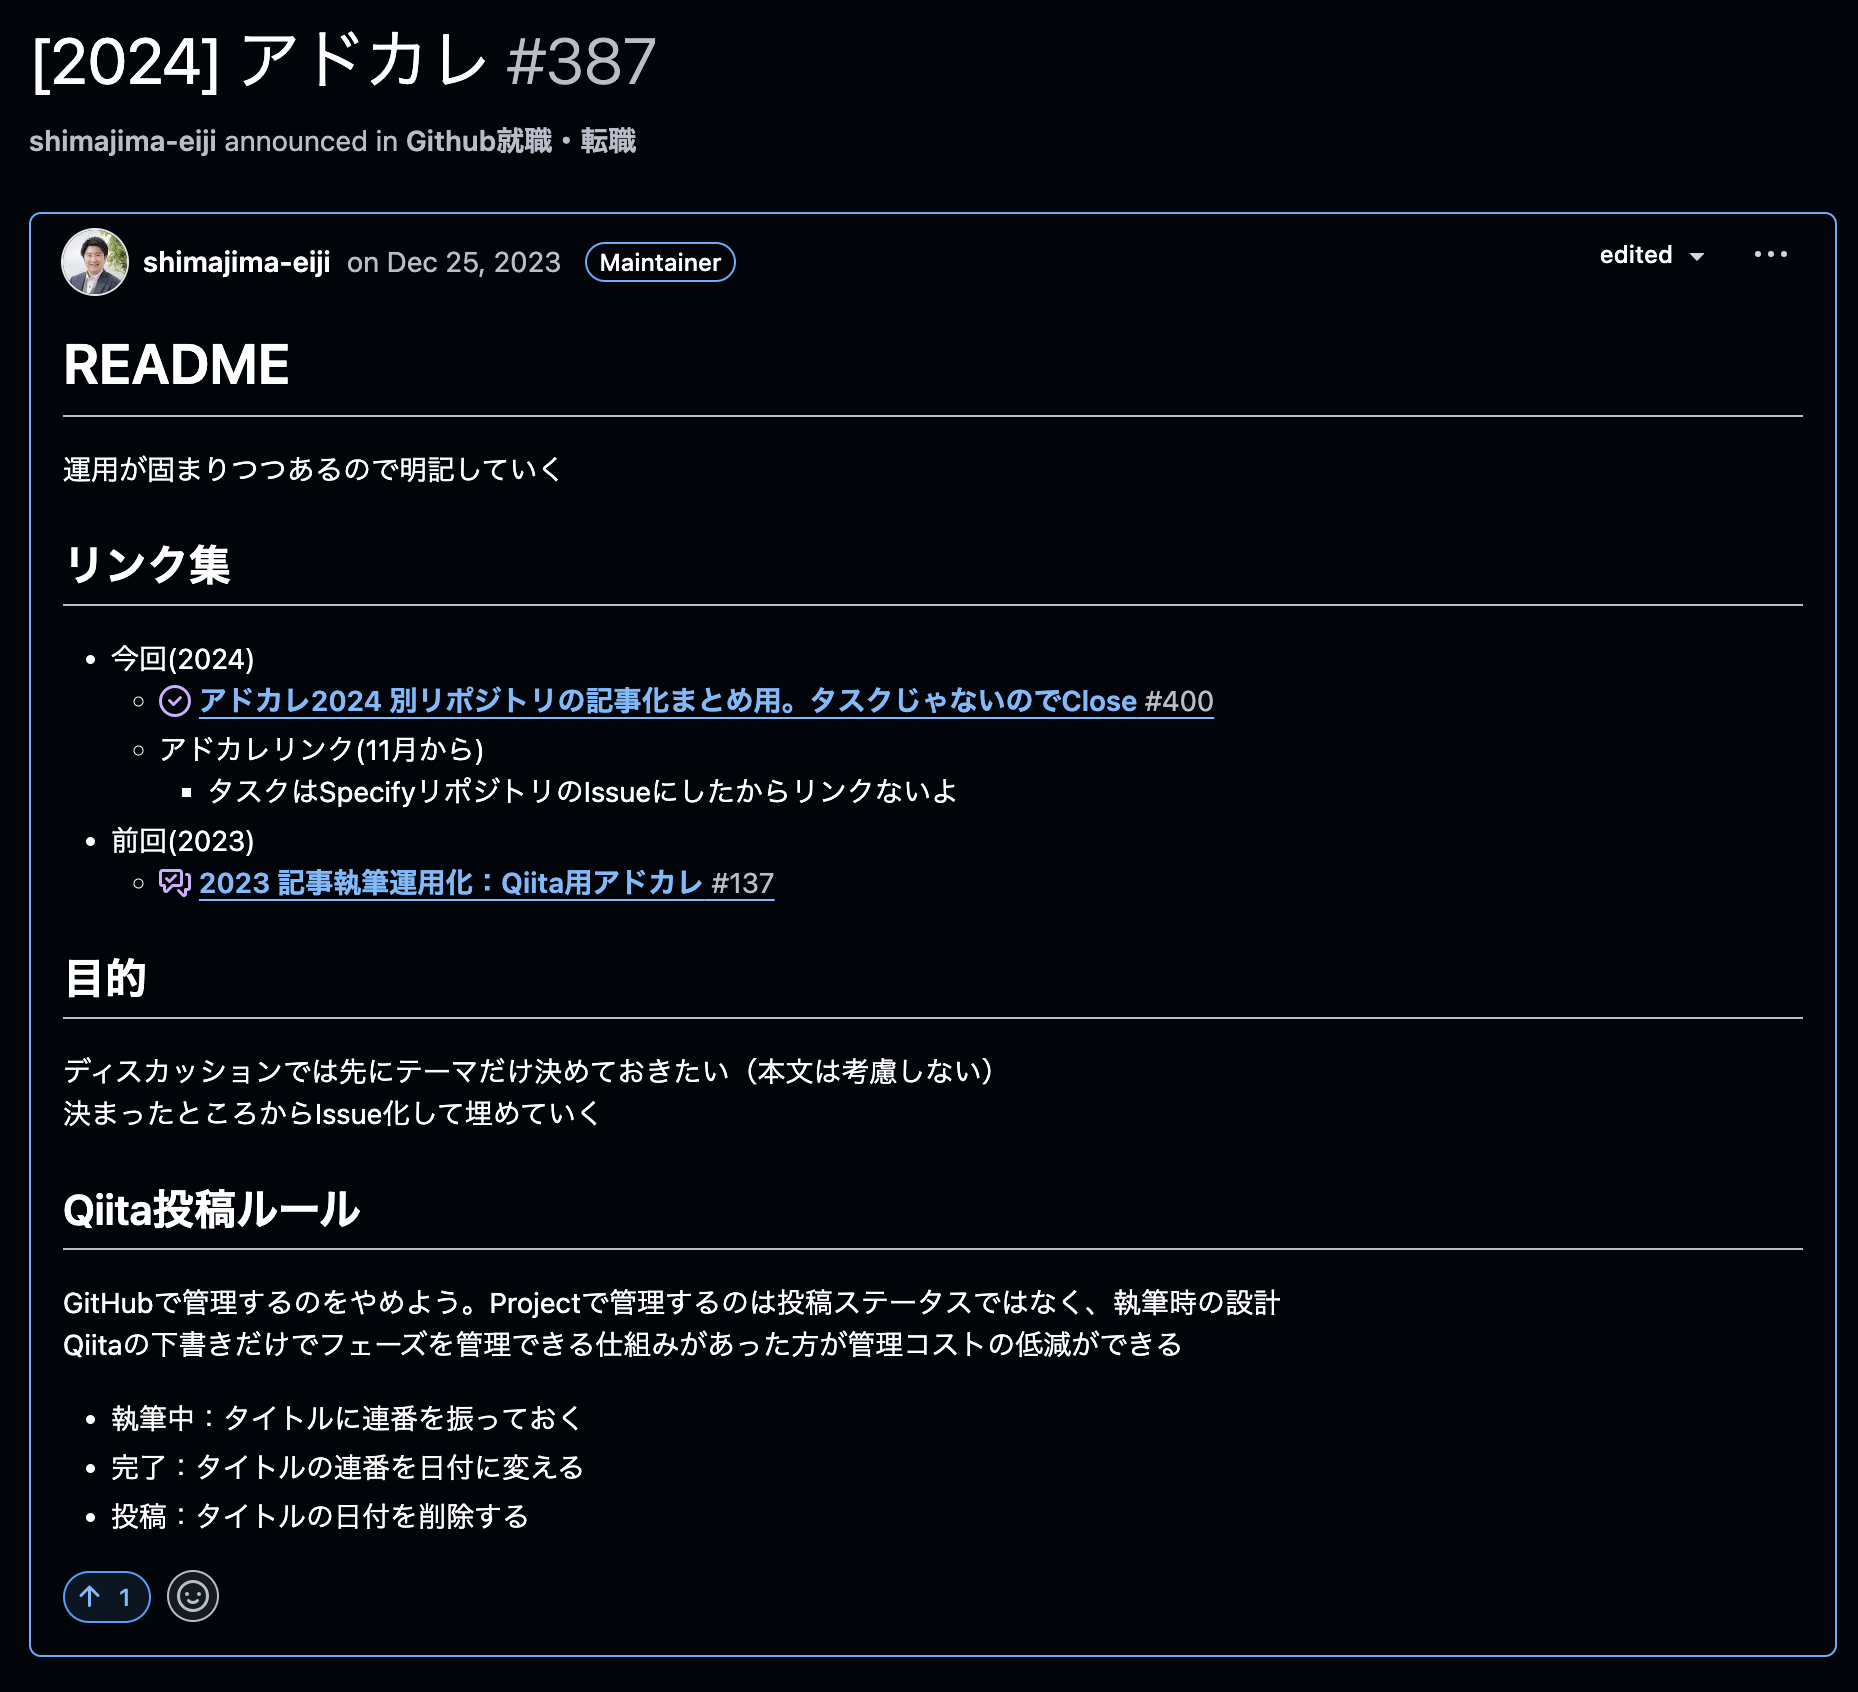 [2024] アドカレ #387
shimajima-eiji announced in Github就職・転職
shimajima-eiji on Dec 25, 2023 Maintainer edited
README
運用が固まりつつあるので明記していく
リンク集
今回(2024)
アドカレ2024 別リポジトリの記事化まとめ用。タスクじゃないのでClose #400
アドカレリンク(11月から)
タスクはSpecifyリポジトリのIssueにしたからリンクないよ
前回(2023)
2023 記事執筆運用化：Qiita用アドカレ #137
目的
ディスカッションでは先にテーマだけ決めておきたい（本文は考慮しない）
決まったところからIssue化して埋めていく
Qiita投稿ルール
GitHubで管理するのをやめよう。Projectで管理するのは投稿ステータスではなく、執筆時の設計
Qiitaの下書きだけでフェーズを管理できる仕組みがあった方が管理コストの低減ができる
執筆中：タイトルに連番を振っておく
完了：タイトルの連番を日付に変える
投稿：タイトルの日付を削除する
1